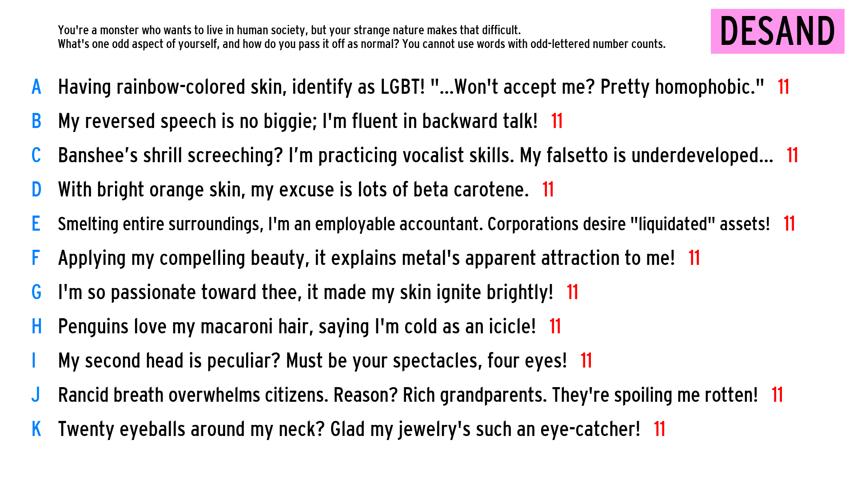 You're a monster who wants to live in human society, but your strange nature makes that difficult.
What's one odd aspect of yourself, and how do you pass it off as normal? You cannot use words with odd-lettered number counts.
DESAND
A Having rainbow-colored skin, identify as LGBT! "...Won't accept me? Pretty homophobic." 11
B My reversed speech is no biggie; I'm fluent in backward talk! 11
C Banshee’s shrill screeching? I’m practicing vocalist skills. My falsetto is underdeveloped... 11
D With bright orange skin, my excuse is lots of beta carotene. 11
E Smelting entire surroundings, I'm an employable accountant. Corporations desire "liquidated" assets! 11
F Applying my compelling beauty, it explains metal's apparent attraction to me! 11
G I'm so passionate toward thee, it made my skin ignite brightly! 11
H Penguins love my macaroni hair, saying I'm cold as an icicle! 11
I My second head is peculiar? Must be your spectacles, four eyes! 11
J Rancid breath overwhelms citizens. Reason? Rich grandparents. They're spoiling me rotten! 11
K Twenty eyeballs around my neck? Glad my jewelry's such an eye-catcher! 11